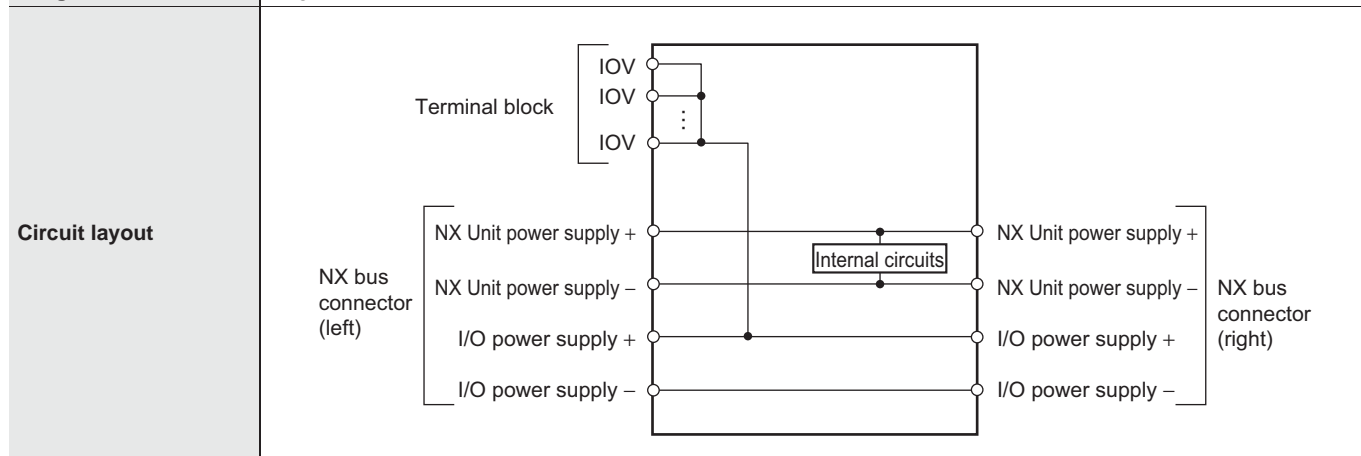 Circuit layout
Terminal block
IOV
IOV
⋮
IOV
NX bus
connector
(left)
NX Unit power supply +
NX Unit power supply −
I/O power supply +
I/O power supply −
Internal circuits
NX Unit power supply +
NX Unit power supply −
I/O power supply +
I/O power supply −
NX bus
connector
(right)